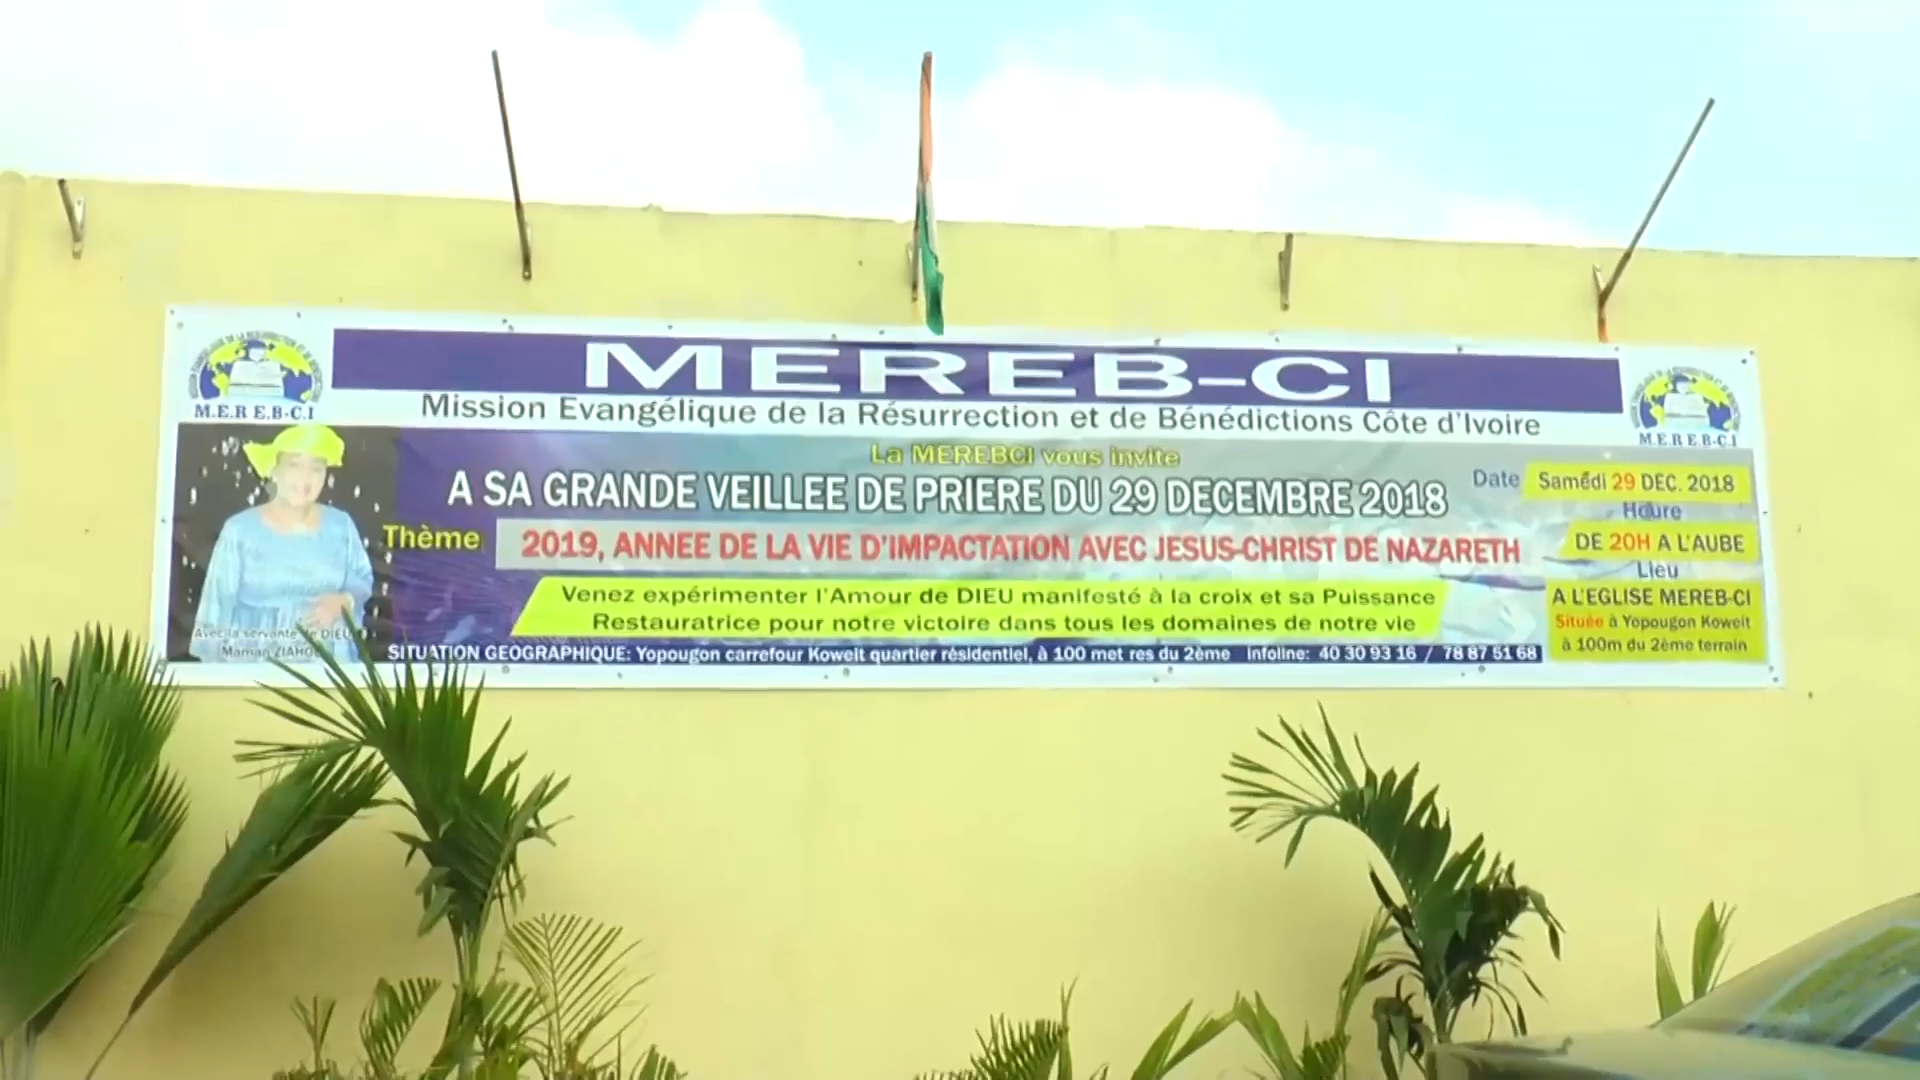 MEREB-CI
M.E.R E.B-C.I
Mission Evangélique de la Résurrection et de Bénédictions Côte d'Ivoire
M.E.R E.B-C.I
La MEREBCI vous invite
A SA GRANDE VEILLEE DE PRIERE DU 29 DECEMBRE 2018
Thème
2019, ANNEE DE LA VIE D'IMPACTATION AVEC JESUS-CHRIST DE NAZARETH
Venez expérimenter l'Amour de DIEU manifesté à la croix et sa Puissance
Restauratrice pour notre victoire dans tous les domaines de notre vie
Date Samedi 29 DEC. 2018
Heure
DE 20H A L'AUBE
Lieu
A L'EGLISE MEREB-CI
Située à Yopougon Koweit
à 100m du 2ème terrain
Avec la servante de DIEU
Maman
SITUATION GEOGRAPHIQUE: Yopougon carrefour Koweit quartier résidentiel, à 100 met res du 2ème Infoline: 40 30 93 16 / 78 87 51 68